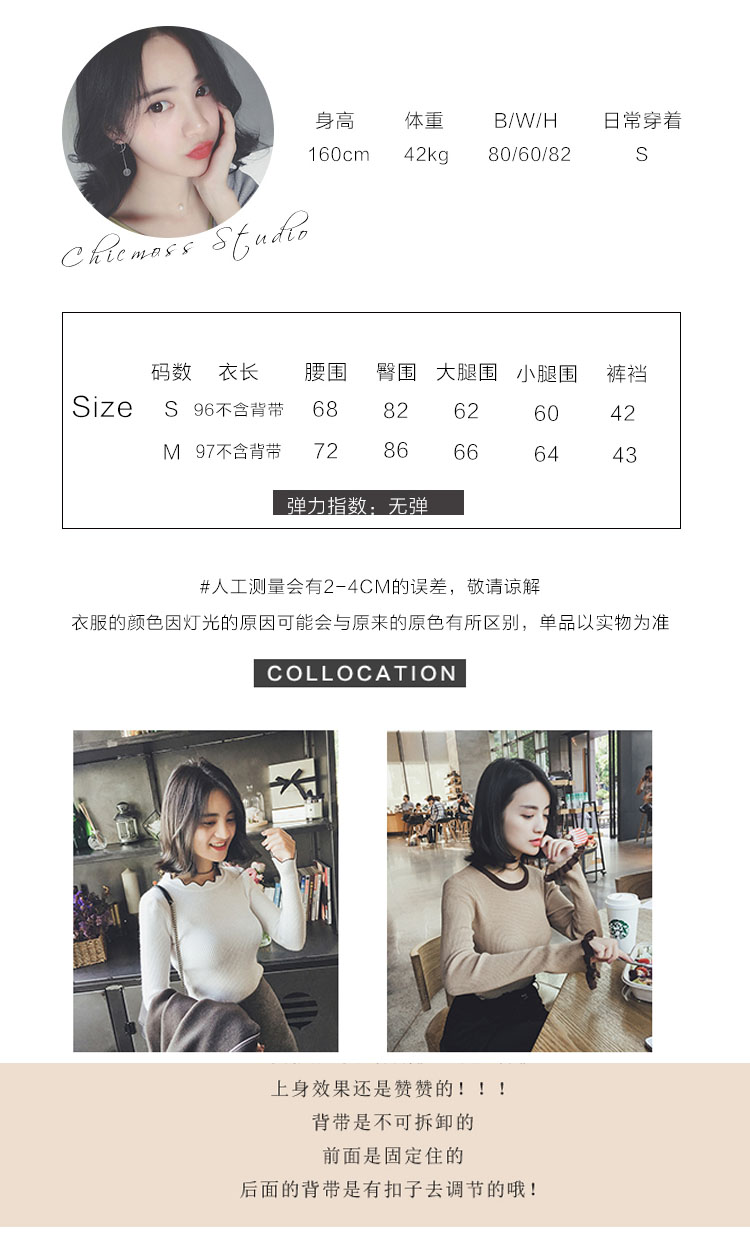 身高 体重 B/W/H 日常穿着
160cm 42kg 80/60/82 S
Chicmoss Studio
码数 衣长 腰围 臀围 大腿围 小腿围 裤裆
Size S 96不含背带 68 82 62 60 42
M 97不含背带 72 86 66 64 43
弹力指数：无弹
#人工测量会有2-4CM的误差，敬请谅解
衣服的颜色因灯光的原因可能会与原来的原色有所区别，单品以实物为准
COLLOCATION
上身效果还是赞赞的！！！
背带是不可拆卸的
前面是固定住的
后面的背带是有扣子去调节的哦！